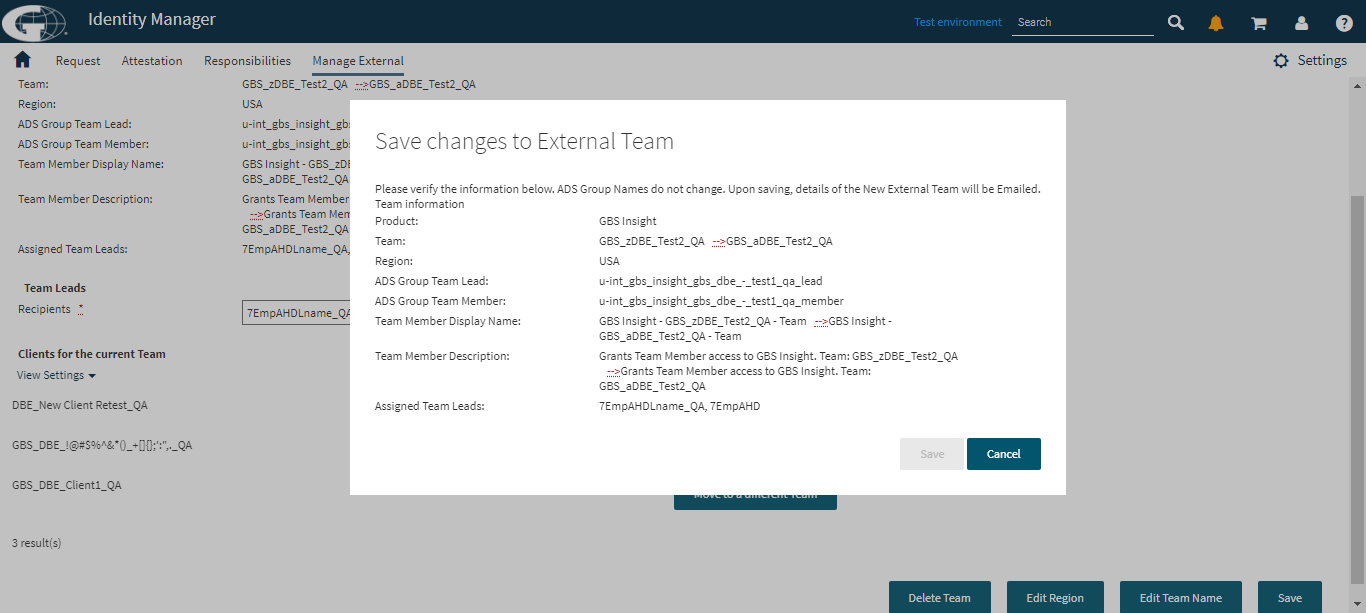 Identity Manager
Test environment
Search
Request Attestation Responsibilities Manage External
Settings
Team: GBS_zDBE_Test2_QA -->GBS_aDBE_Test2_QA
Region: USA
ADS Group Team Lead: u-int_gbs_insight_gb
ADS Group Team Member: u-int_gbs_insight_gb
Team Member Display Name: GBS Insight - GBS_zD
GBS_aDBE_Test2_QA
Team Member Description: Grants Team Member
-->Grants Team Mem
GBS_aDBE_Test2_QA
Assigned Team Leads: 7EmpAHDLname_QA,
Team Leads
Recipients *
7EmpAHDLname_QA
Clients for the current Team
View Settings
DBE_New Client Retest_QA
GBS_DBE_!@#$%^&*()_+[]{};':",._QA
GBS_DBE_Client1_QA
3 result(s)
Save changes to External Team
Please verify the information below. ADS Group Names do not change. Upon saving, details of the New External Team will be Emailed.
Team information
Product: GBS Insight
Team: GBS_zDBE_Test2_QA -->GBS_aDBE_Test2_QA
Region: USA
ADS Group Team Lead: u-int_gbs_insight_gbs_dbe_-_test1_qa_lead
ADS Group Team Member: u-int_gbs_insight_gbs_dbe_-_test1_qa_member
Team Member Display Name: GBS Insight - GBS_zDBE_Test2_QA - Team -->GBS Insight -
GBS_aDBE_Test2_QA - Team
Team Member Description: Grants Team Member access to GBS Insight. Team: GBS_zDBE_Test2_QA
-->Grants Team Member access to GBS Insight. Team:
GBS_aDBE_Test2_QA
Assigned Team Leads: 7EmpAHDLname_QA, 7EmpAHD
Save Cancel
Move to a different Team
Delete Team Edit Region Edit Team Name Save